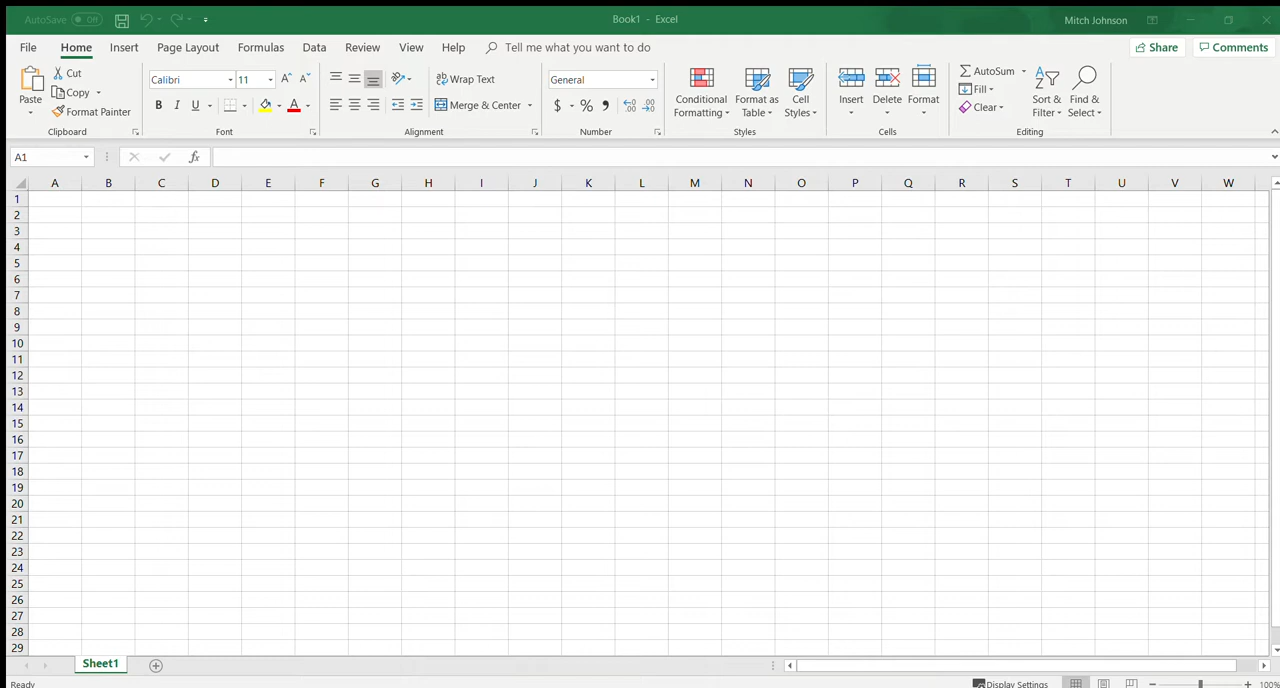 AutoSave Off Book1 - Excel Mitch Johnson
File Home Insert Page Layout Formulas Data Review View Help Tell me what you want to do Share Comments
Paste Cut Copy Format Painter
Clipboard
Calibri 11 A A
B I U A
Font
ab Wrap Text
Merge & Center
Alignment
General
$ % ,
Number
Conditional Formatting Format as Table Cell Styles
Styles
Insert Delete Format
Cells
AutoSum
Fill
Clear
Sort & Filter Find & Select
Editing
A1 fx
A B C D E F G H I J K L M N O P Q R S T U V W
1
2
3
4
5
6
7
8
9
10
11
12
13
14
15
16
17
18
19
20
21
22
23
24
25
26
27
28
29
Sheet1
Ready Display Settings 100%